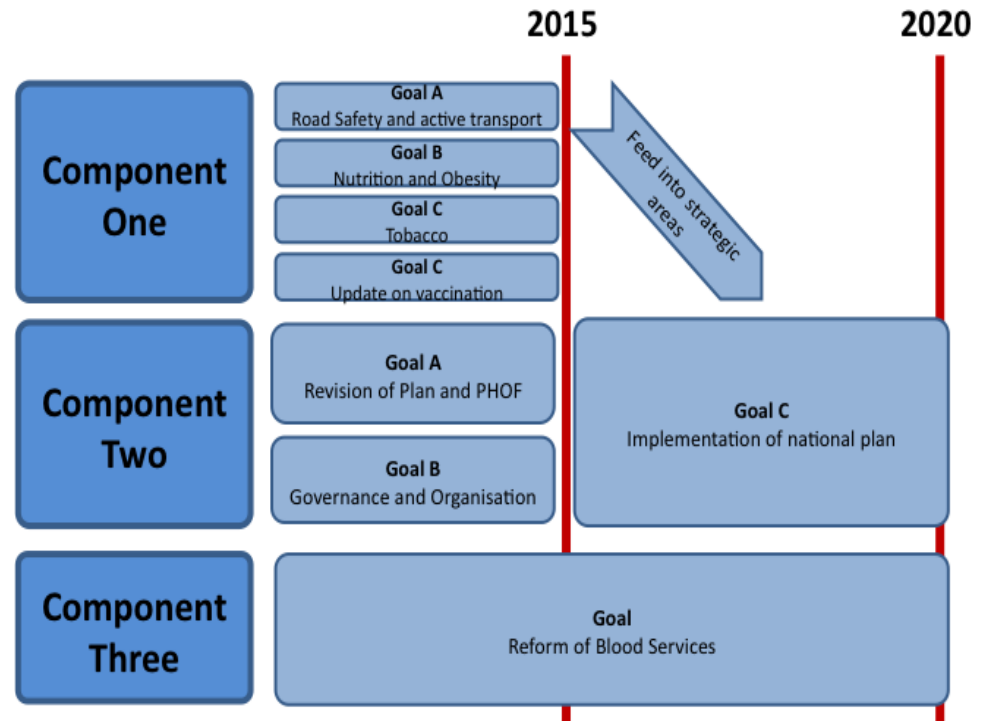 2015
2020
Component
One
Goal A
Road Safety and active transport
Goal B
Nutrition and Obesity
Goal C
Tobacco
Goal C
Update on vaccination
Feed into strategic
areas
Component
Two
Goal A
Revision of Plan and PHOF
Goal B
Governance and Organisation
Goal C
Implementation of national plan
Component
Three
Goal
Reform of Blood Services